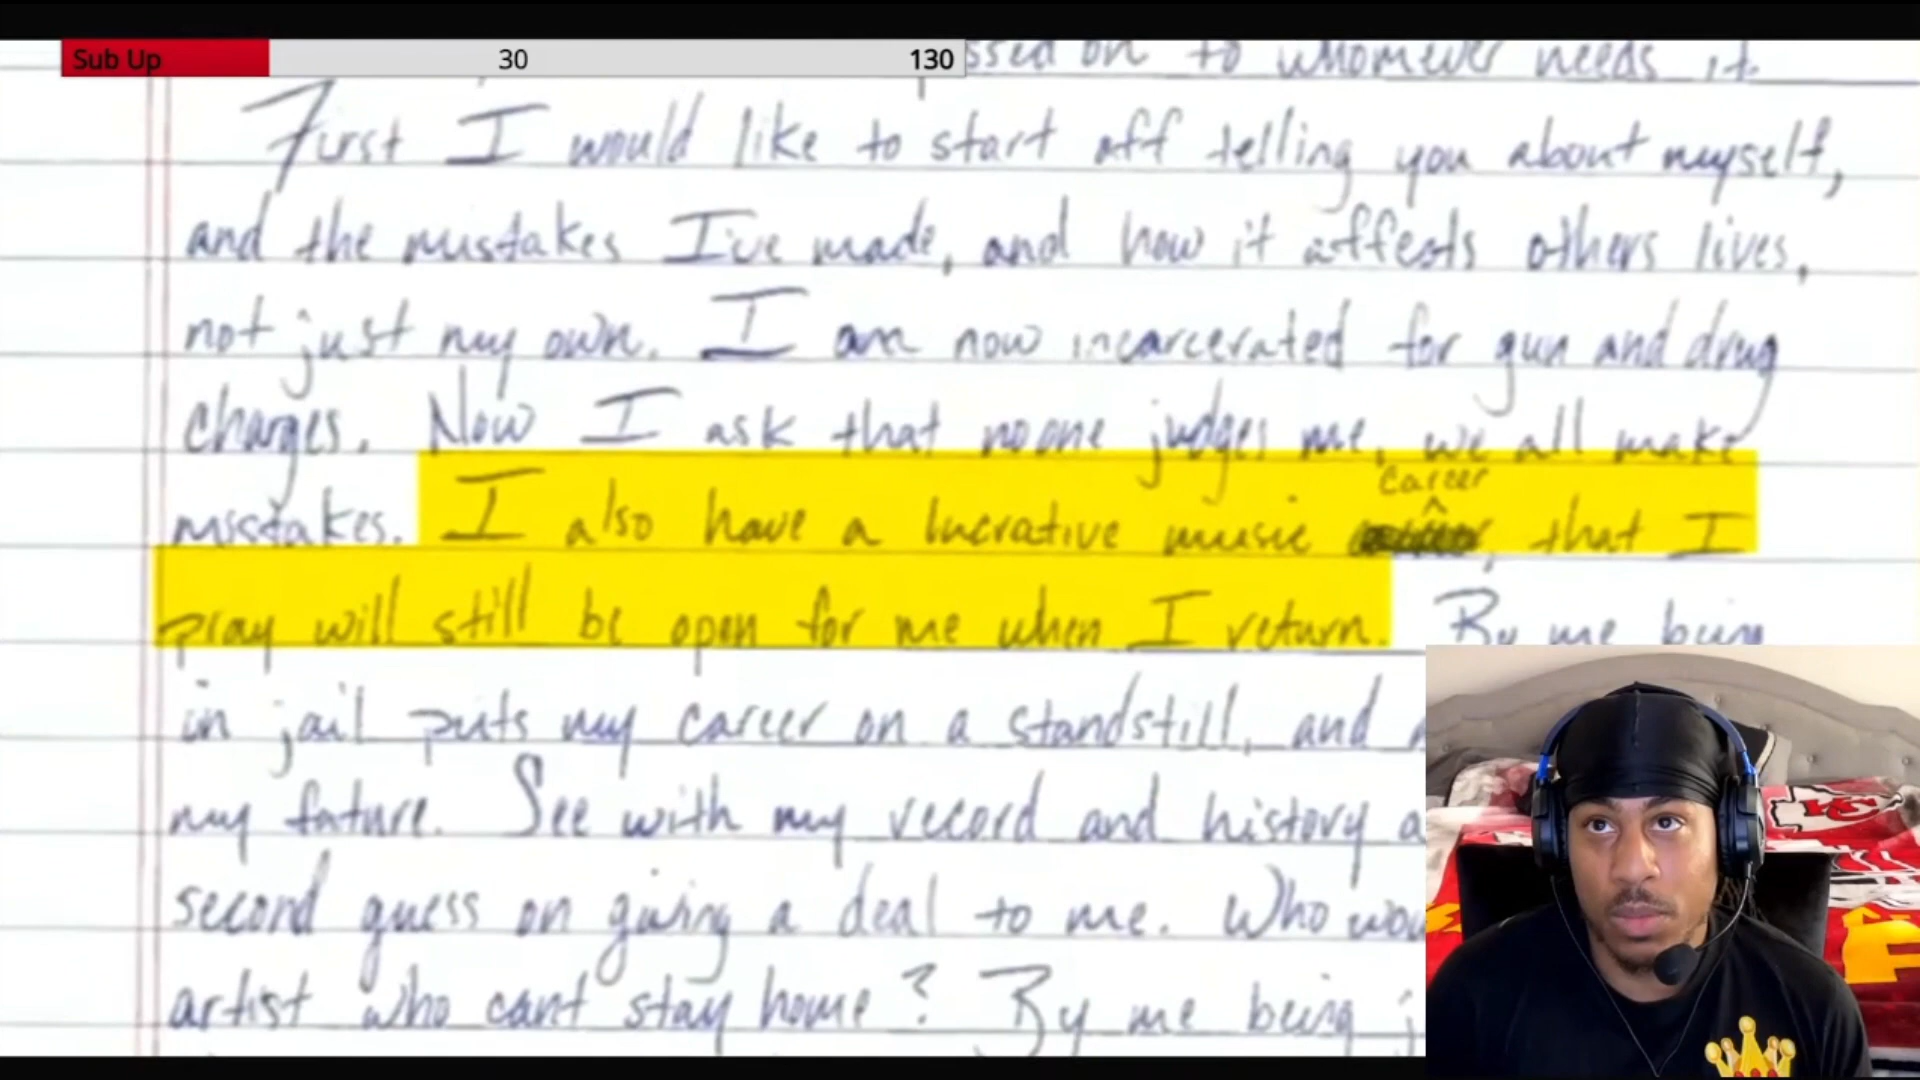 Sub Up 30 130
ssed on to whomever needs it.
First I would like to start off telling you about myself,
and the mistakes I've made, and how it affects others lives,
not just my own. I am now incarcerated for gun and drug
charges. Now I ask that no one judges me, we all make
career
mistakes. I also have a lucrative music that I
pray will still be open for me when I return. By me being
in jail puts my career on a standstill, and
my future. See with my record and history a
second guess on giving a deal to me. Who wou
artist who cant stay home? By me being
KC